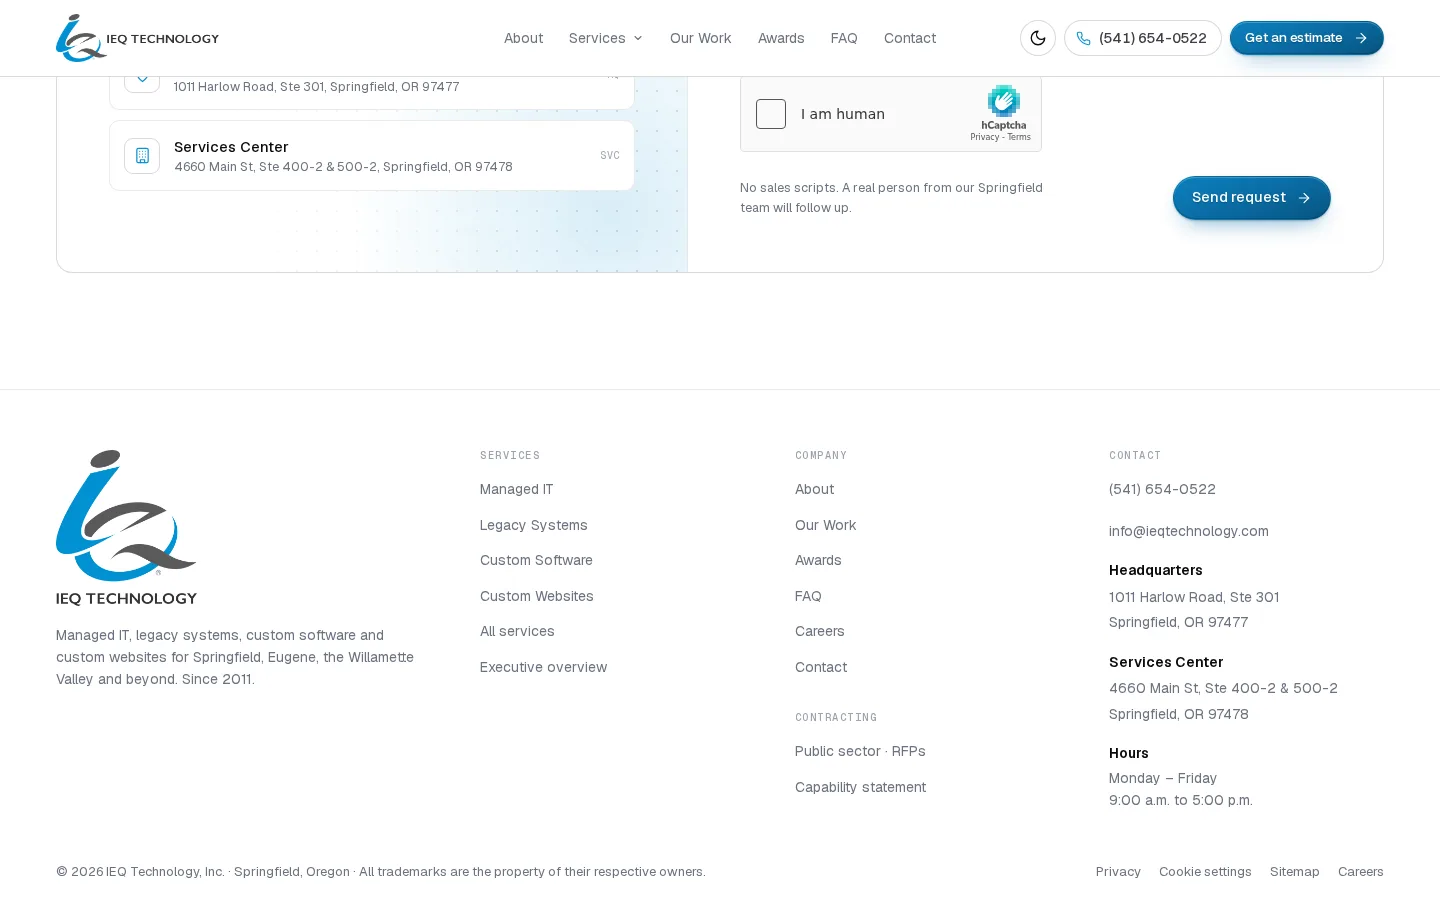 IEQ TECHNOLOGY
About
Services
Our Work
Awards
FAQ
Contact
(541) 654-0522
Get an estimate
1011 Harlow Road, Ste 301, Springfield, OR 97477
Services Center
4660 Main St, Ste 400-2 & 500-2, Springfield, OR 97478
SVC
I am human
hCaptcha
Privacy - Terms
No sales scripts. A real person from our Springfield
team will follow up.
Send request
IEQ TECHNOLOGY
Managed IT, legacy systems, custom software and
custom websites for Springfield, Eugene, the Willamette
Valley and beyond. Since 2011.
SERVICES
Managed IT
Legacy Systems
Custom Software
Custom Websites
All services
Executive overview
COMPANY
About
Our Work
Awards
FAQ
Careers
Contact
CONTRACTING
Public sector · RFPs
Capability statement
CONTACT
(541) 654-0522
info@ieqtechnology.com
Headquarters
1011 Harlow Road, Ste 301
Springfield, OR 97477
Services Center
4660 Main St, Ste 400-2 & 500-2
Springfield, OR 97478
Hours
Monday – Friday
9:00 a.m. to 5:00 p.m.
© 2026 IEQ Technology, Inc. · Springfield, Oregon · All trademarks are the property of their respective owners.
Privacy
Cookie settings
Sitemap
Careers